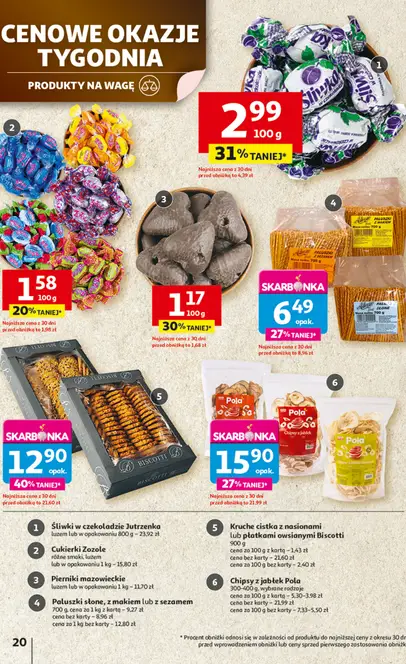 CENOWE OKAZJE
TYGODNIA
PRODUKTY NA WAGĘ
1
Śliwka
2.99
100 g
31% TANIEJ*
Najniższa cena z 30 dni
przed obniżką to 4,39 zł
2
1.58
100 g
20% TANIEJ*
Najniższa cena z 30 dni
przed obniżką to 1,98 zł
3
1.17
100 g
30% TANIEJ*
Najniższa cena z 30 dni
przed obniżką to 1,68 zł
4
SKARBONKA
6.49
opak.
27% TANIEJ*
Najniższa cena z 30 dni
przed obniżką to 8,96 zł
5
BISCOTTI
SKARBONKA
12.90
opak.
40% TANIEJ*
Najniższa cena z 30 dni
przed obniżką to 21,60 zł
6
Pola
Chipsy z jabłek
Pola
SKARBONKA
15.90
opak.
27% TANIEJ*
Najniższa cena z 30 dni
przed obniżką to 21,99 zł
1 Śliwki w czekoladzie Jutrzenka
luzem lub w opakowaniu 800 g – 23,92 zł
2 Cukierki Zozole
różne smaki, luzem
lub w opakowaniu 1 kg – 15,80 zł
3 Pierniki mazowieckie
luzem lub w opakowaniu 1 kg – 11,70 zł
4 Paluszki słone, z makiem lub z sezamem
700 g, cena za 1 kg z kartą – 9,27 zł
cena bez karty – 8,96 zł
cena za 1 kg bez karty – 12,80 zł
5 Kruche ciastka z nasionami
lub płatkami owsianymi Biscotti
900 g
cena za 100 g z kartą – 1,43 zł
cena bez karty – 21,60 zł
cena za 100 g bez karty – 2,40 zł
6 Chipsy z jabłek Pola
300-400 g, wybrane rodzaje
cena za 100 g z kartą – 5,30-3,98 zł
cena bez karty – 21,99 zł
cena za 100 g bez karty – 7,33-5,50 zł
20
* Procent obniżki odnosi się w zależności od produktu do najniższej ceny z okresu 30
przed wprowadzeniem obniżki lub ceny sprzed pierwszego zastosowania obn